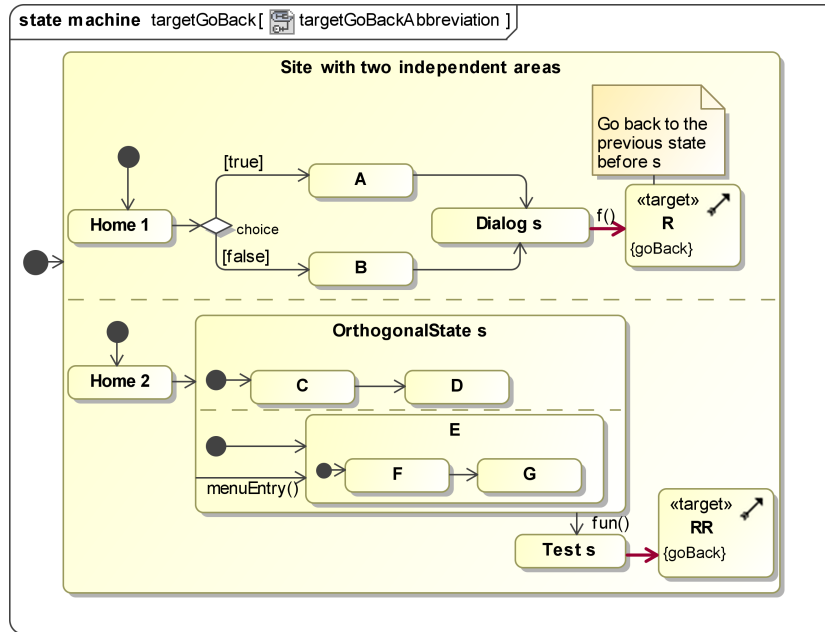 state machine targetGoBack[ targetGoBackAbbreviation ]
Site with two independent areas
Go back to the
previous state
before s
[true]
A
«target»
R
{goBack}
Home 1
choice
Dialog s
f()
[false]
B
OrthogonalState s
Home 2
C
D
E
F
G
menuEntry()
fun()
Test s
«target»
RR
{goBack}